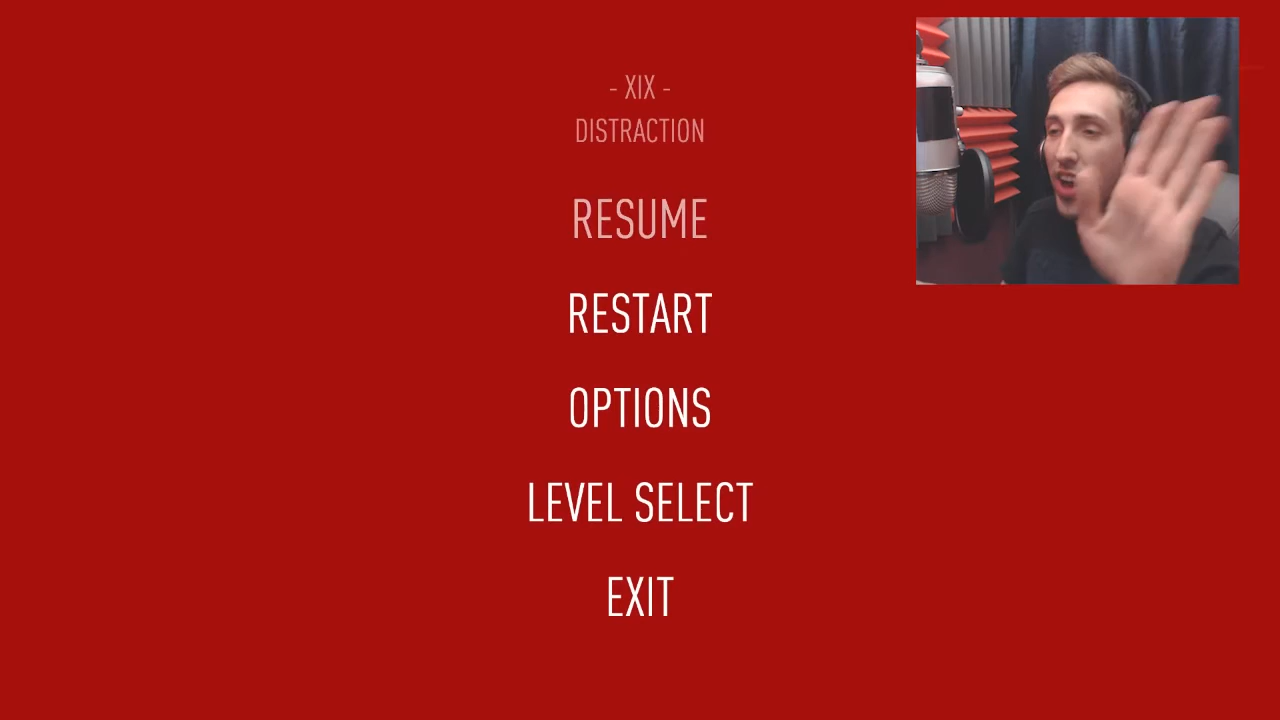 - XIX -
DISTRACTION
RESUME
RESTART
OPTIONS
LEVEL SELECT
EXIT